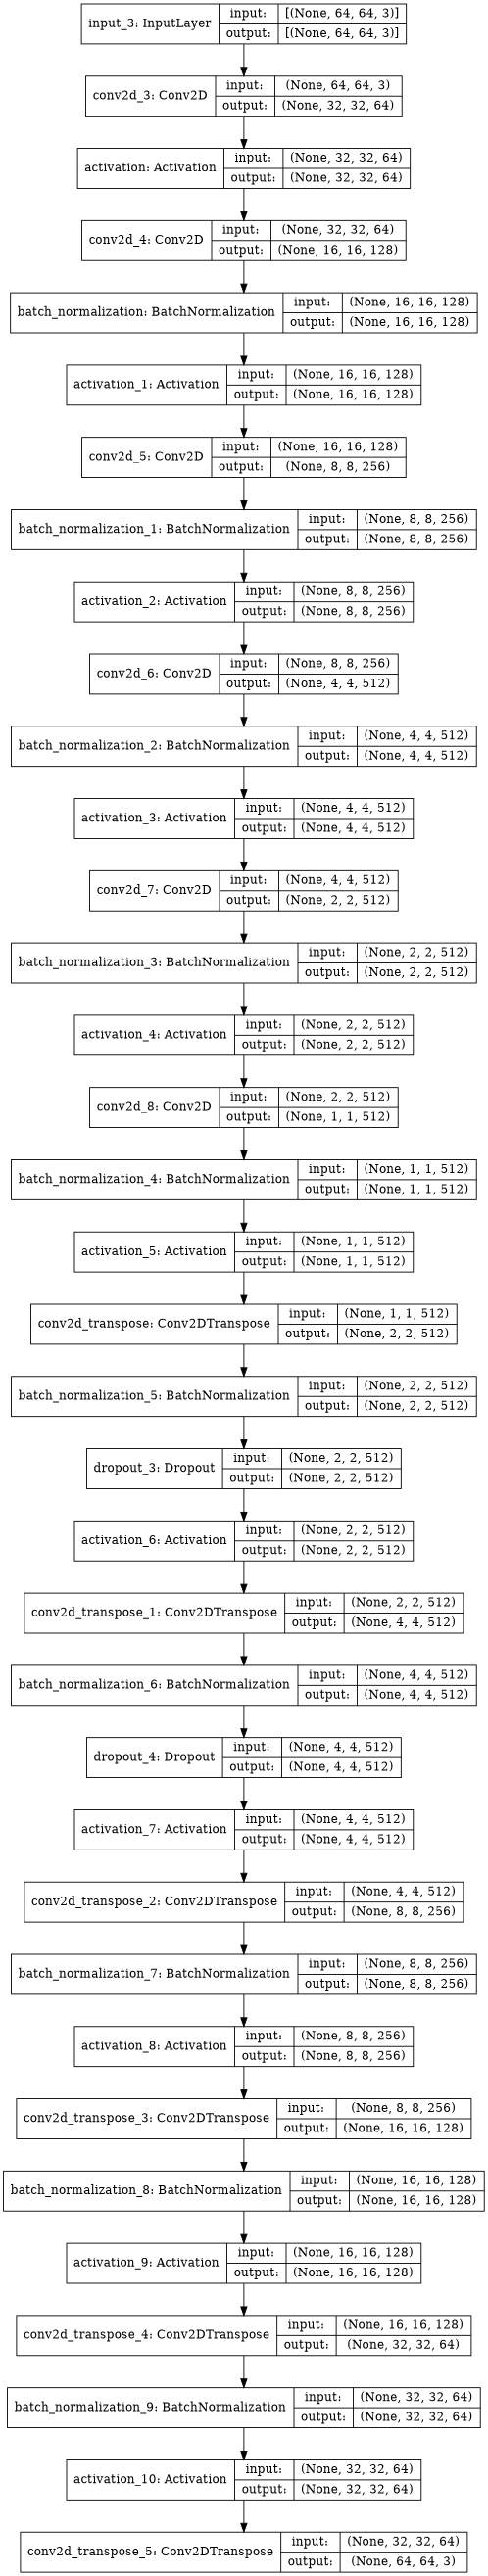 input_3: InputLayer input: [(None, 64, 64, 3)]
output: [(None, 64, 64, 3)]
conv2d_3: Conv2D input: (None, 64, 64, 3)
output: (None, 32, 32, 64)
activation: Activation input: (None, 32, 32, 64)
output: (None, 32, 32, 64)
conv2d_4: Conv2D input: (None, 32, 32, 64)
output: (None, 16, 16, 128)
batch_normalization: BatchNormalization input: (None, 16, 16, 128)
output: (None, 16, 16, 128)
activation_1: Activation input: (None, 16, 16, 128)
output: (None, 16, 16, 128)
conv2d_5: Conv2D input: (None, 16, 16, 128)
output: (None, 8, 8, 256)
batch_normalization_1: BatchNormalization input: (None, 8, 8, 256)
output: (None, 8, 8, 256)
activation_2: Activation input: (None, 8, 8, 256)
output: (None, 8, 8, 256)
conv2d_6: Conv2D input: (None, 8, 8, 256)
output: (None, 4, 4, 512)
batch_normalization_2: BatchNormalization input: (None, 4, 4, 512)
output: (None, 4, 4, 512)
activation_3: Activation input: (None, 4, 4, 512)
output: (None, 4, 4, 512)
conv2d_7: Conv2D input: (None, 4, 4, 512)
output: (None, 2, 2, 512)
batch_normalization_3: BatchNormalization input: (None, 2, 2, 512)
output: (None, 2, 2, 512)
activation_4: Activation input: (None, 2, 2, 512)
output: (None, 2, 2, 512)
conv2d_8: Conv2D input: (None, 2, 2, 512)
output: (None, 1, 1, 512)
batch_normalization_4: BatchNormalization input: (None, 1, 1, 512)
output: (None, 1, 1, 512)
activation_5: Activation input: (None, 1, 1, 512)
output: (None, 1, 1, 512)
conv2d_transpose: Conv2DTranspose input: (None, 1, 1, 512)
output: (None, 2, 2, 512)
batch_normalization_5: BatchNormalization input: (None, 2, 2, 512)
output: (None, 2, 2, 512)
dropout_3: Dropout input: (None, 2, 2, 512)
output: (None, 2, 2, 512)
activation_6: Activation input: (None, 2, 2, 512)
output: (None, 2, 2, 512)
conv2d_transpose_1: Conv2DTranspose input: (None, 2, 2, 512)
output: (None, 4, 4, 512)
batch_normalization_6: BatchNormalization input: (None, 4, 4, 512)
output: (None, 4, 4, 512)
dropout_4: Dropout input: (None, 4, 4, 512)
output: (None, 4, 4, 512)
activation_7: Activation input: (None, 4, 4, 512)
output: (None, 4, 4, 512)
conv2d_transpose_2: Conv2DTranspose input: (None, 4, 4, 512)
output: (None, 8, 8, 256)
batch_normalization_7: BatchNormalization input: (None, 8, 8, 256)
output: (None, 8, 8, 256)
activation_8: Activation input: (None, 8, 8, 256)
output: (None, 8, 8, 256)
conv2d_transpose_3: Conv2DTranspose input: (None, 8, 8, 256)
output: (None, 16, 16, 128)
batch_normalization_8: BatchNormalization input: (None, 16, 16, 128)
output: (None, 16, 16, 128)
activation_9: Activation input: (None, 16, 16, 128)
output: (None, 16, 16, 128)
conv2d_transpose_4: Conv2DTranspose input: (None, 16, 16, 128)
output: (None, 32, 32, 64)
batch_normalization_9: BatchNormalization input: (None, 32, 32, 64)
output: (None, 32, 32, 64)
activation_10: Activation input: (None, 32, 32, 64)
output: (None, 32, 32, 64)
conv2d_transpose_5: Conv2DTranspose input: (None, 32, 32, 64)
output: (None, 64, 64, 3)